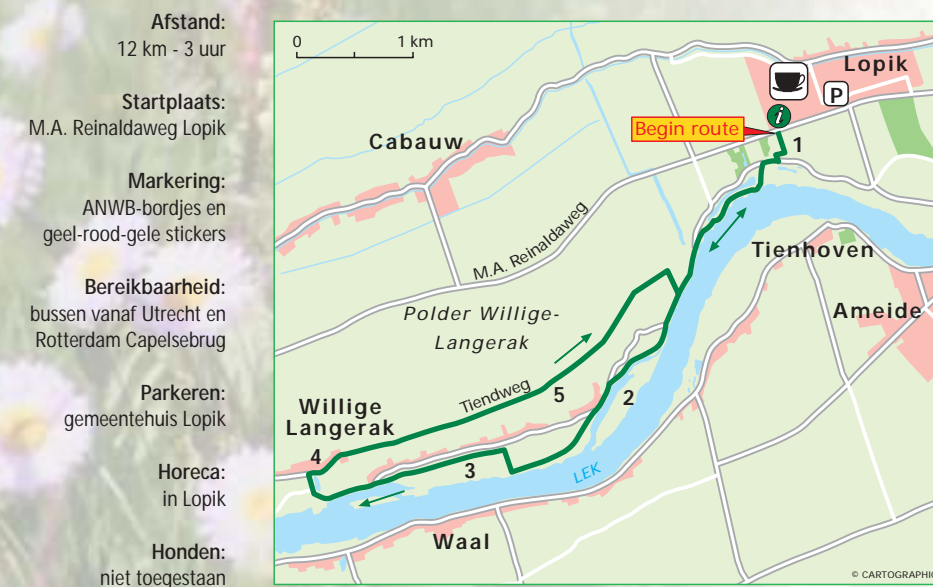 Afstand:
12 km - 3 uur
Startplaats:
M.A. Reinaldaweg Lopik
Markering:
ANWB-bordjes en
geel-rood-gele stickers
Bereikbaarheid:
bussen vanaf Utrecht en
Rotterdam Capelsebrug
Parkeren:
gemeentehuis Lopik
Horeca:
in Lopik
Honden:
niet toegestaan
0 1 km
Lopik
P
i
Begin route
1
Cabauw
M.A. Reinaldaweg
Tienhoven
Ameide
Polder Willige-
Langerak
Tiendweg
5
2
Willige
Langerak
4
3
LEK
Waal
© CARTOGRAPHIC